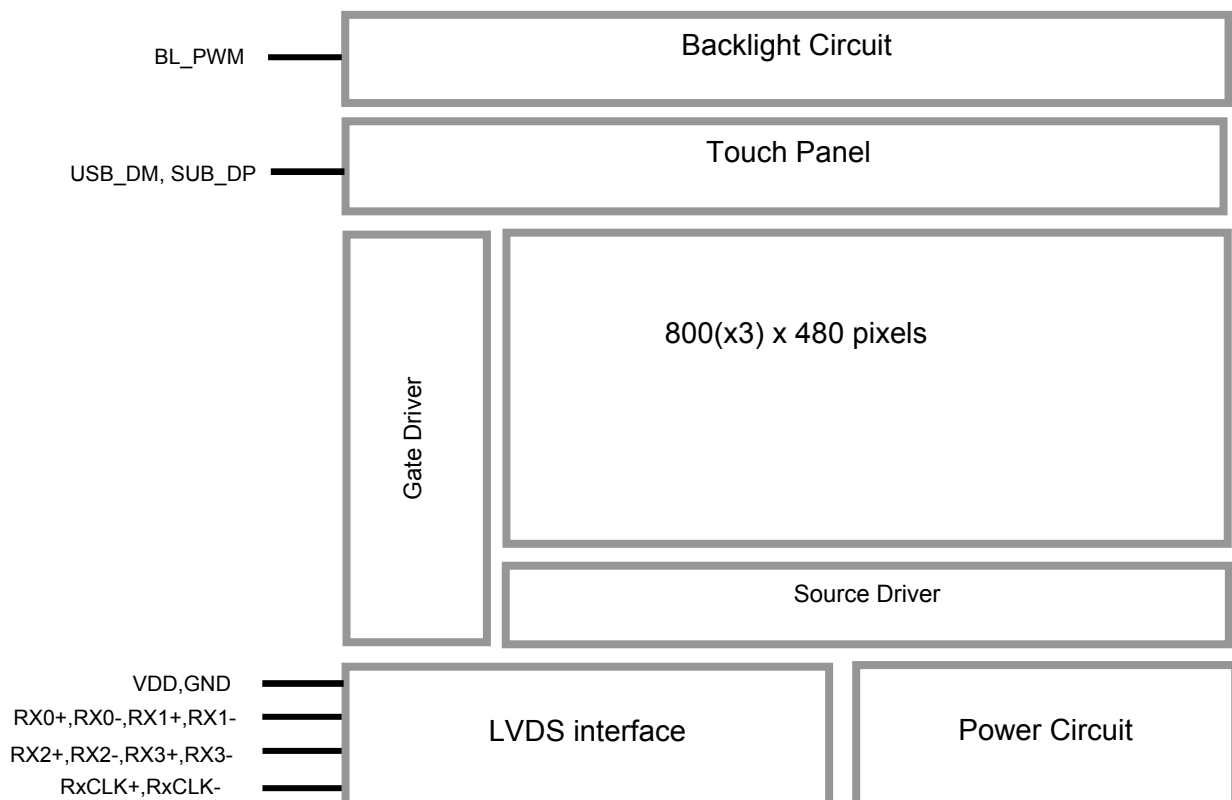 BL_PWM
Backlight Circuit
USB_DM, SUB_DP
Touch Panel
Gate Driver
800(x3) x 480 pixels
Source Driver
VDD,GND
RX0+,RX0-,RX1+,RX1-
RX2+,RX2-,RX3+,RX3-
RxCLK+,RxCLK-
LVDS interface
Power Circuit